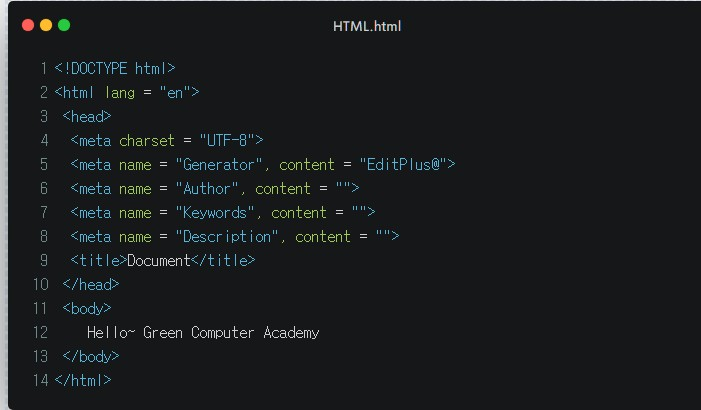 HTML.html
1 <!DOCTYPE html>
2 <html lang = "en">
3 <head>
4 <meta charset = "UTF-8">
5 <meta name = "Generator", content = "EditPlus@">
6 <meta name = "Author", content = "">
7 <meta name = "Keywords", content = "">
8 <meta name = "Description", content = "">
9 <title>Document</title>
10 </head>
11 <body>
12 Hello~ Green Computer Academy
13 </body>
14 </html>